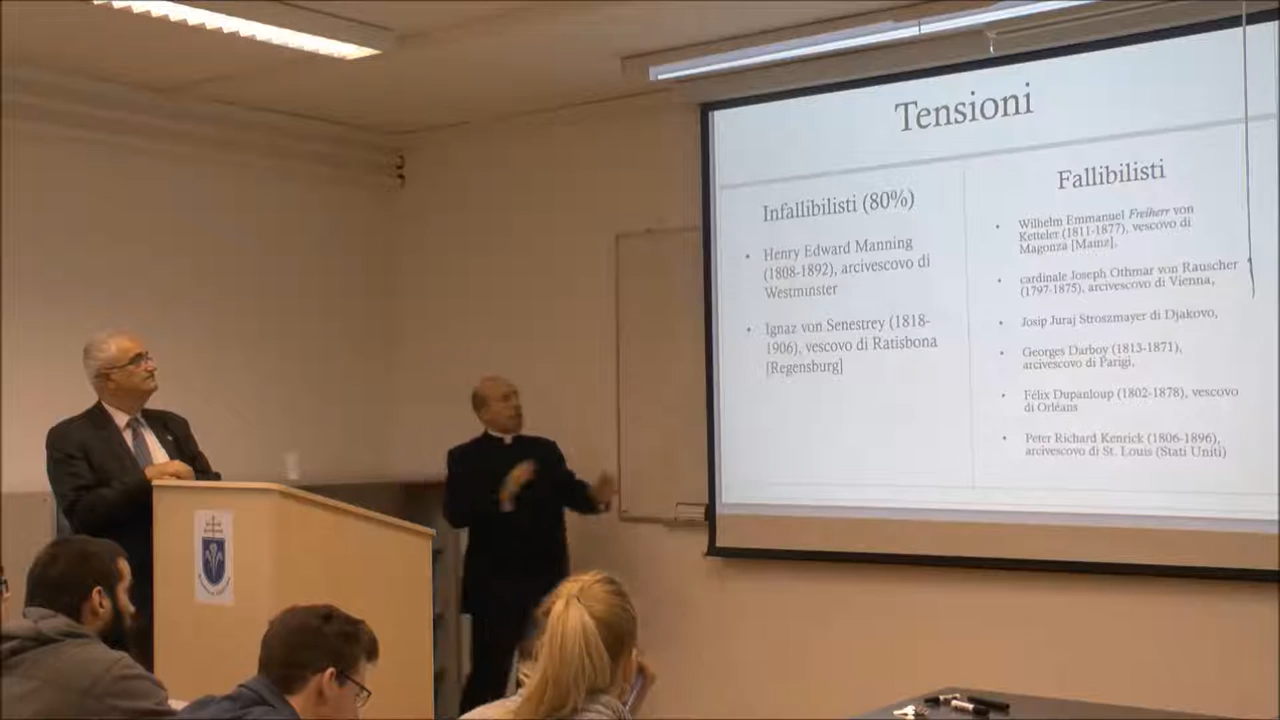 Tensioni
Infallibilisti (80%)
• Henry Edward Manning
(1808-1892), arcivescovo di
Westminster
• Ignaz von Senestrey (1818-
1906), vescovo di Ratisbona
[Regensburg]
Fallibilisti
• Wilhelm Emmanuel Freiherr von
Ketteler (1811-1877), vescovo di
Magonza [Mainz],
• cardinale Joseph Othmar von Rauscher
(1797-1875), arcivescovo di Vienna,
• Josip Juraj Stroszmayer di Djakovo,
• Georges Darboy (1813-1871),
arcivescovo di Parigi,
• Félix Dupanloup (1802-1878), vescovo
di Orléans
• Peter Richard Kenrick (1806-1896),
arcivescovo di St. Louis (Stati Uniti)